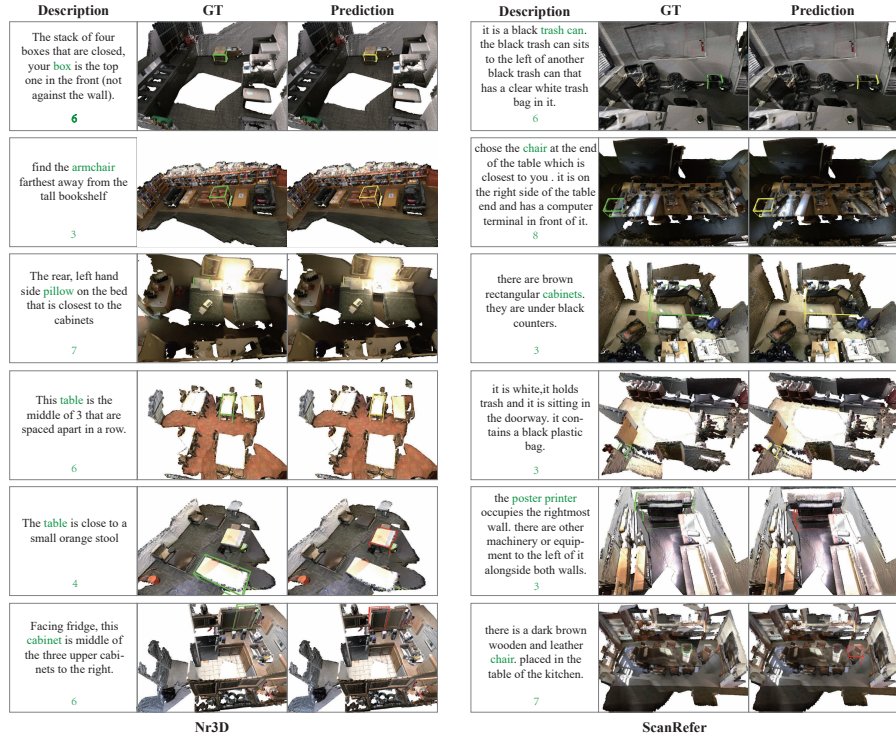 Description GT Prediction
The stack of four
boxes that are closed,
your box is the top
one in the front (not
against the wall).
6
find the armchair
farthest away from the
tall bookshelf
3
The rear, left hand
side pillow on the bed
that is closest to the
cabinets
7
This table is the
middle of 3 that are
spaced apart in a row.
6
The table is close to a
small orange stool
4
Facing fridge, this
cabinet is middle of
the three upper cabi-
nets to the right.
6
Nr3D
Description GT Prediction
it is a black trash can.
the black trash can sits
to the left of another
black trash can that
has a clear white trash
bag in it.
6
chose the chair at the end
of the table which is
closest to you . it is on
the right side of the table
end and has a computer
terminal in front of it.
8
there are brown
rectangular cabinets.
they are under black
counters.
3
it is white,it holds
trash and it is sitting in
the doorway. it con-
tains a black plastic
bag.
3
the poster printer
occupies the rightmost
wall. there are other
machinery or equip-
ment to the left of it
alongside both walls.
3
there is a dark brown
wooden and leather
chair. placed in the
table of the kitchen.
7
ScanRefer